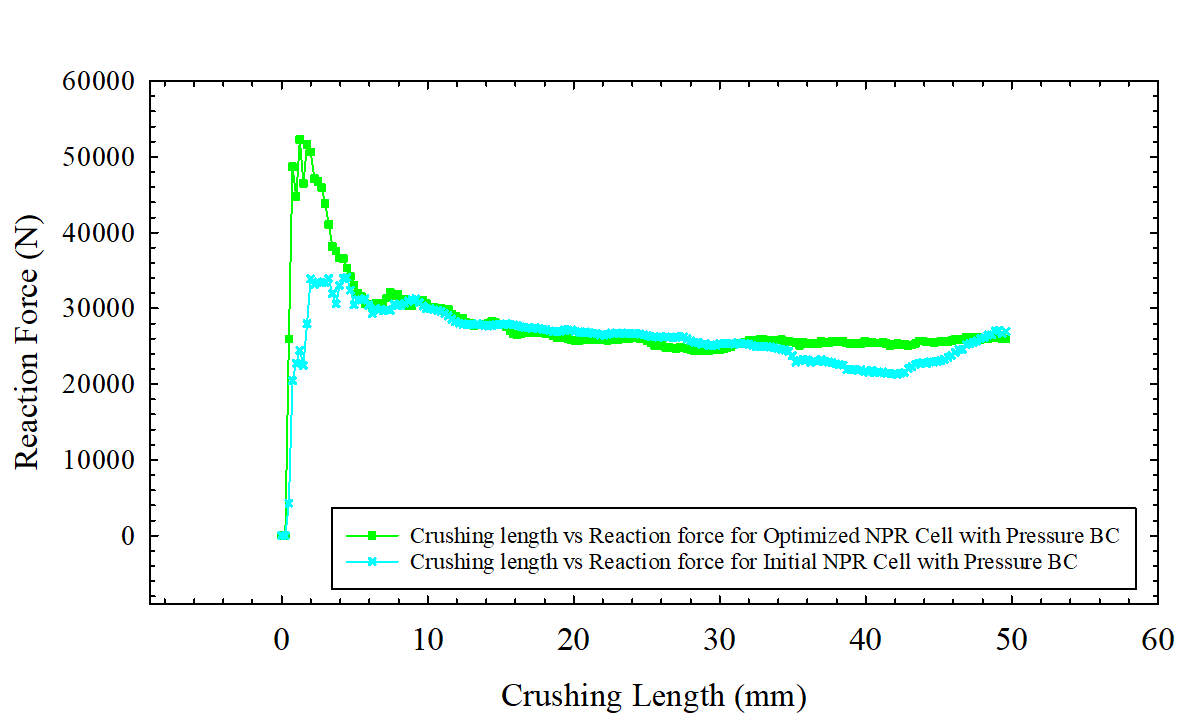 60000
50000
40000
30000
20000
10000
0
Reaction Force (N)
Crushing length vs Reaction force for Optimized NPR Cell with Pressure BC
Crushing length vs Reaction force for Initial NPR Cell with Pressure BC
0 10 20 30 40 50 60
Crushing Length (mm)